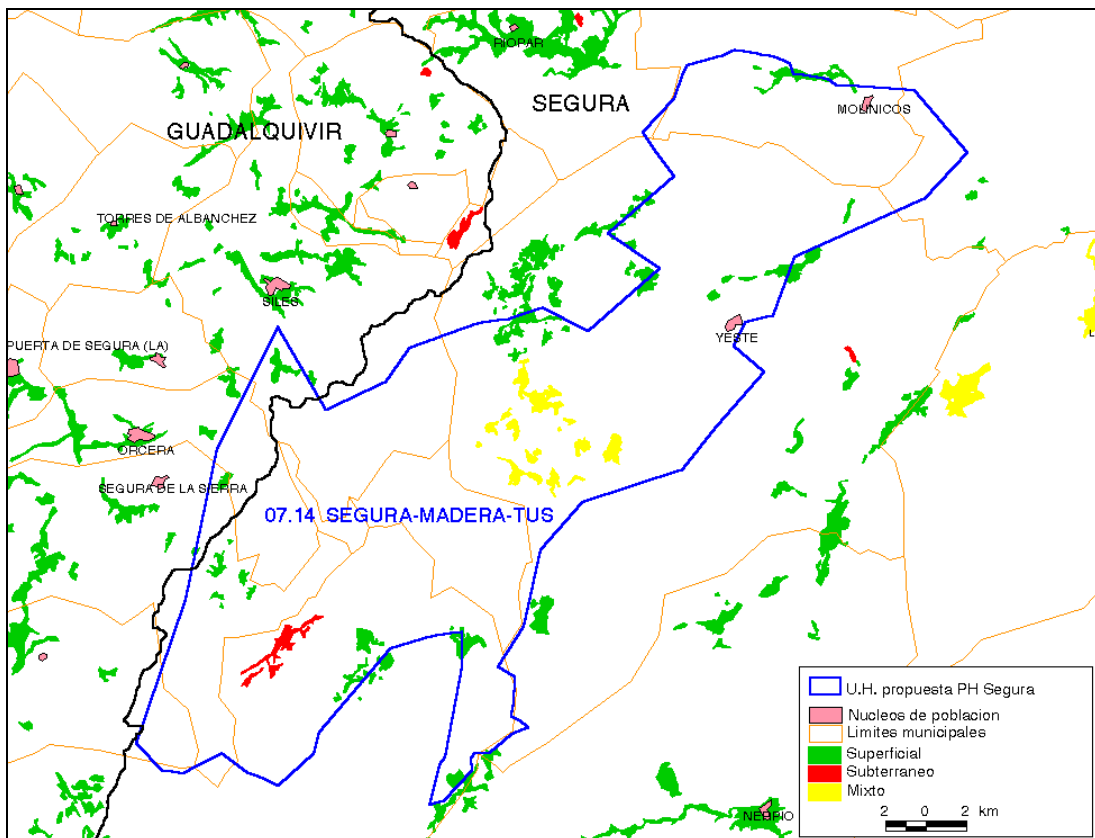 RIOPAR
SEGURA
MOLINICOS
GUADALQUIVIR
TORRES DE ALBANCHEZ
SILES
PUERTA DE SEGURA (LA)
YESTE
L
ORCERA
SEGURA DE LA SIERRA
07.14 SEGURA-MADERA-TUS
NERPIO
U.H. propuesta PH Segura
Nucleos de poblacion
Limites municipales
Superficial
Subterraneo
Mixto
2 0 2 km